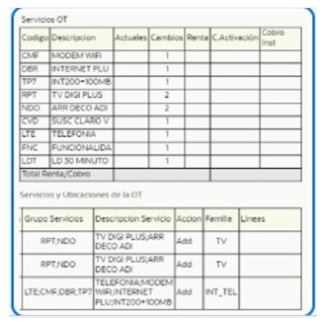 Servicios OT
Codigo Descripcion Actuales Cambios Renta C.Activación Cobro Inst
CMF MODEM WIFI 1
DBR INTERNET PLU 1
TP7 INT200+100MB 1
RPT TV DIGI PLUS 2
NDO ARR DECO ADI 2
CVD SUSC CLARO V 1
LTE TELEFONIA 1
FNC FUNCIONALIDA 1
LDT LD 30 MINUTO 1
Total Renta/Cobro
Servicios y Ubicaciones de la OT
Grupo Servicios Descripcion Servicio Accion Familia Lineas
RPT;NDO TV DIGI PLUS;ARR DECO ADI Add TV
RPT;NDO TV DIGI PLUS;ARR DECO ADI Add TV
LTE;CMF;DBR;TP7 TELEFONIA;MODEM WIFI;INTERNET PLU;INT200+100MB Add INT_TEL